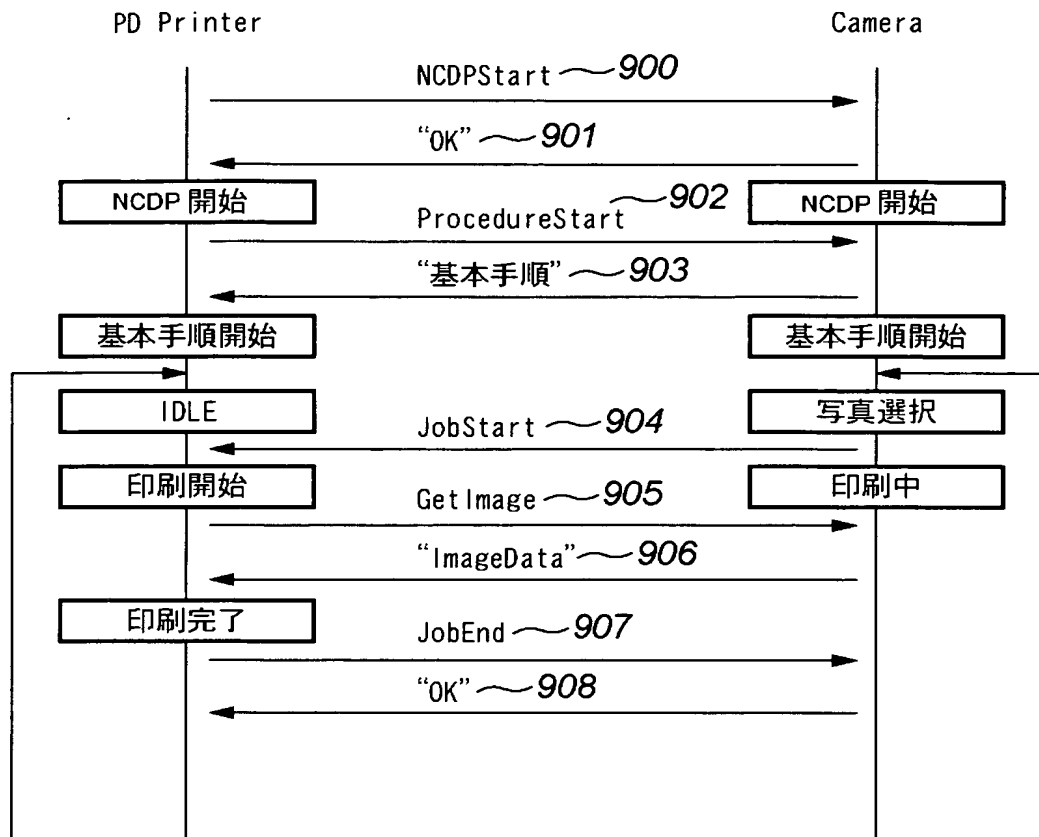 PD Printer
Camera
NCDPStart 900
“OK” 901
NCDP 開始
NCDP 開始
ProcedureStart 902
“基本手順” 903
基本手順開始
基本手順開始
IDLE
写真選択
JobStart 904
印刷開始
印刷中
GetImage 905
“ImageData” 906
印刷完了
JobEnd 907
“OK” 908